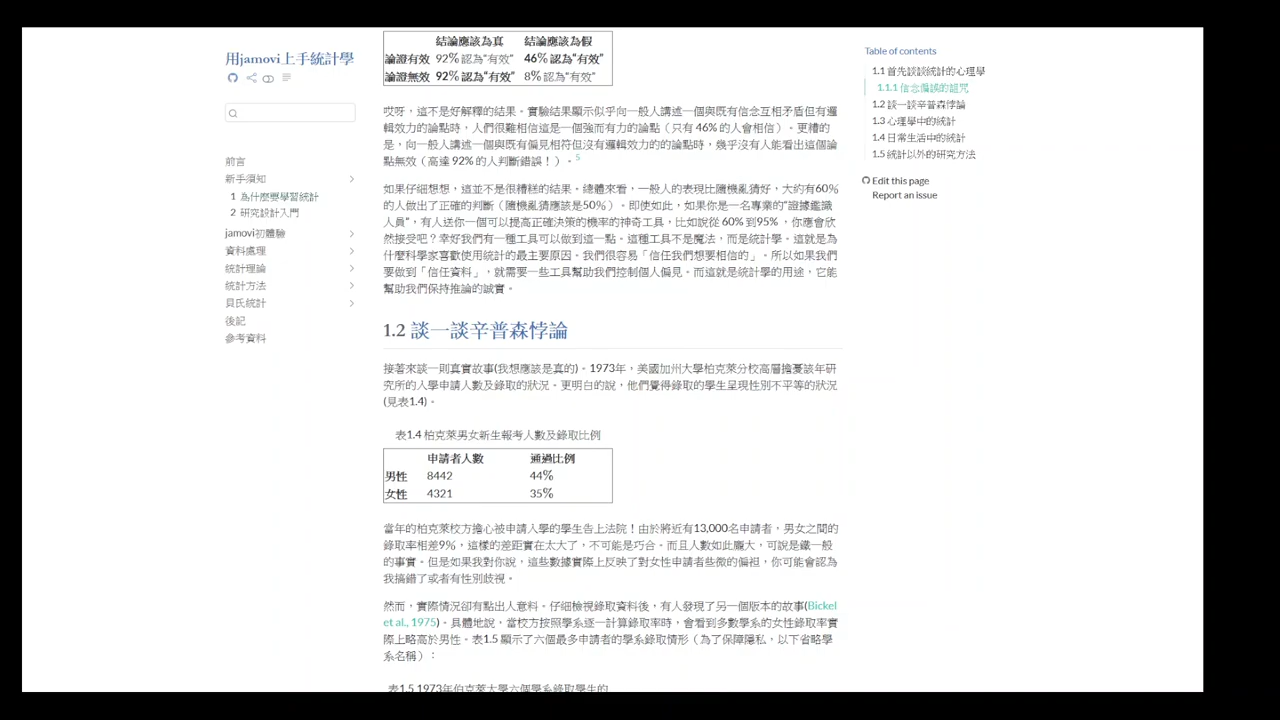 用jamovi上手統計學
前言
新手須知
1 為什麼要學習統計
2 研究設計入門
jamovi初體驗
資料處理
統計理論
統計方法
貝氏統計
後記
參考資料
結論應該為真 結論應該為假
論證有效 92% 認為“有效” 46% 認為“有效”
論證無效 92% 認為“有效” 8% 認為“有效”
哎呀，這不是好解釋的結果。實驗結果顯示似乎向一般人講述一個與既有信念互相矛盾但有邏
輯效力的論點時，人們很難相信這是一個強而有力的論點（只有 46% 的人會相信）。更糟的
是，向一般人講述一個與既有偏見相符但沒有邏輯效力的的論點時，幾乎沒有人能看出這個論
點無效（高達 92% 的人判斷錯誤！）。5
如果仔細想想，這並不是很糟糕的結果。總體來看，一般人的表現比隨機亂猜好，大約有60%
的人做出了正確的判斷（隨機亂猜應該是50%）。即使如此，如果你是一名專業的“證據鑑識
人員”，有人送你一個可以提高正確決策的機率的神奇工具，比如說從 60% 到95% ，你應會欣
然接受吧？幸好我們有一種工具可以做到這一點。這種工具不是魔法，而是統計學。這就是為
什麼科學家喜歡使用統計的最主要原因。我們很容易「信任我們想要相信的」。所以如果我們
要做到「信任資料」，就需要一些工具幫助我們控制個人偏見。而這就是統計學的用途，它能
幫助我們保持推論的誠實。
1.2 談一談辛普森悖論
接著來談一則真實故事(我想應該是真的)。1973年，美國加州大學柏克萊分校高層擔憂該年研
究所的入學申請人數及錄取的狀況。更明白的說，他們覺得錄取的學生呈現性別不平等的狀況
(見表1.4)。
表1.4 柏克萊男女新生報考人數及錄取比例
申請者人數 通過比例
男性 8442 44%
女性 4321 35%
當年的柏克萊校方擔心被申請入學的學生告上法院！由於將近有13,000名申請者，男女之間的
錄取率相差9%，這樣的差距實在太大了，不可能是巧合。而且人數如此龐大，可說是鐵一般
的事實。但是如果我對你說，這些數據實際上反映了對女性申請者些微的偏袒，你可能會認為
我搞錯了或者有性別歧視。
然而，實際情況卻有點出人意料。仔細檢視錄取資料後，有人發現了另一個版本的故事(Bickel
et al., 1975)。具體地說，當校方按照學系逐一計算錄取率時，會看到多數學系的女性錄取率實
際上略高於男性。表1.5 顯示了六個最多申請者的學系錄取情形（為了保障隱私，以下省略學
系名稱）：
表1.5 1973年伯克萊大學六個學系錄取學生的
Table of contents
1.1 首先談談統計的心理學
1.1.1 信念偏誤的詛咒
1.2 談一談辛普森悖論
1.3 心理學中的統計
1.4 日常生活中的統計
1.5 統計以外的研究方法
Edit this page
Report an issue